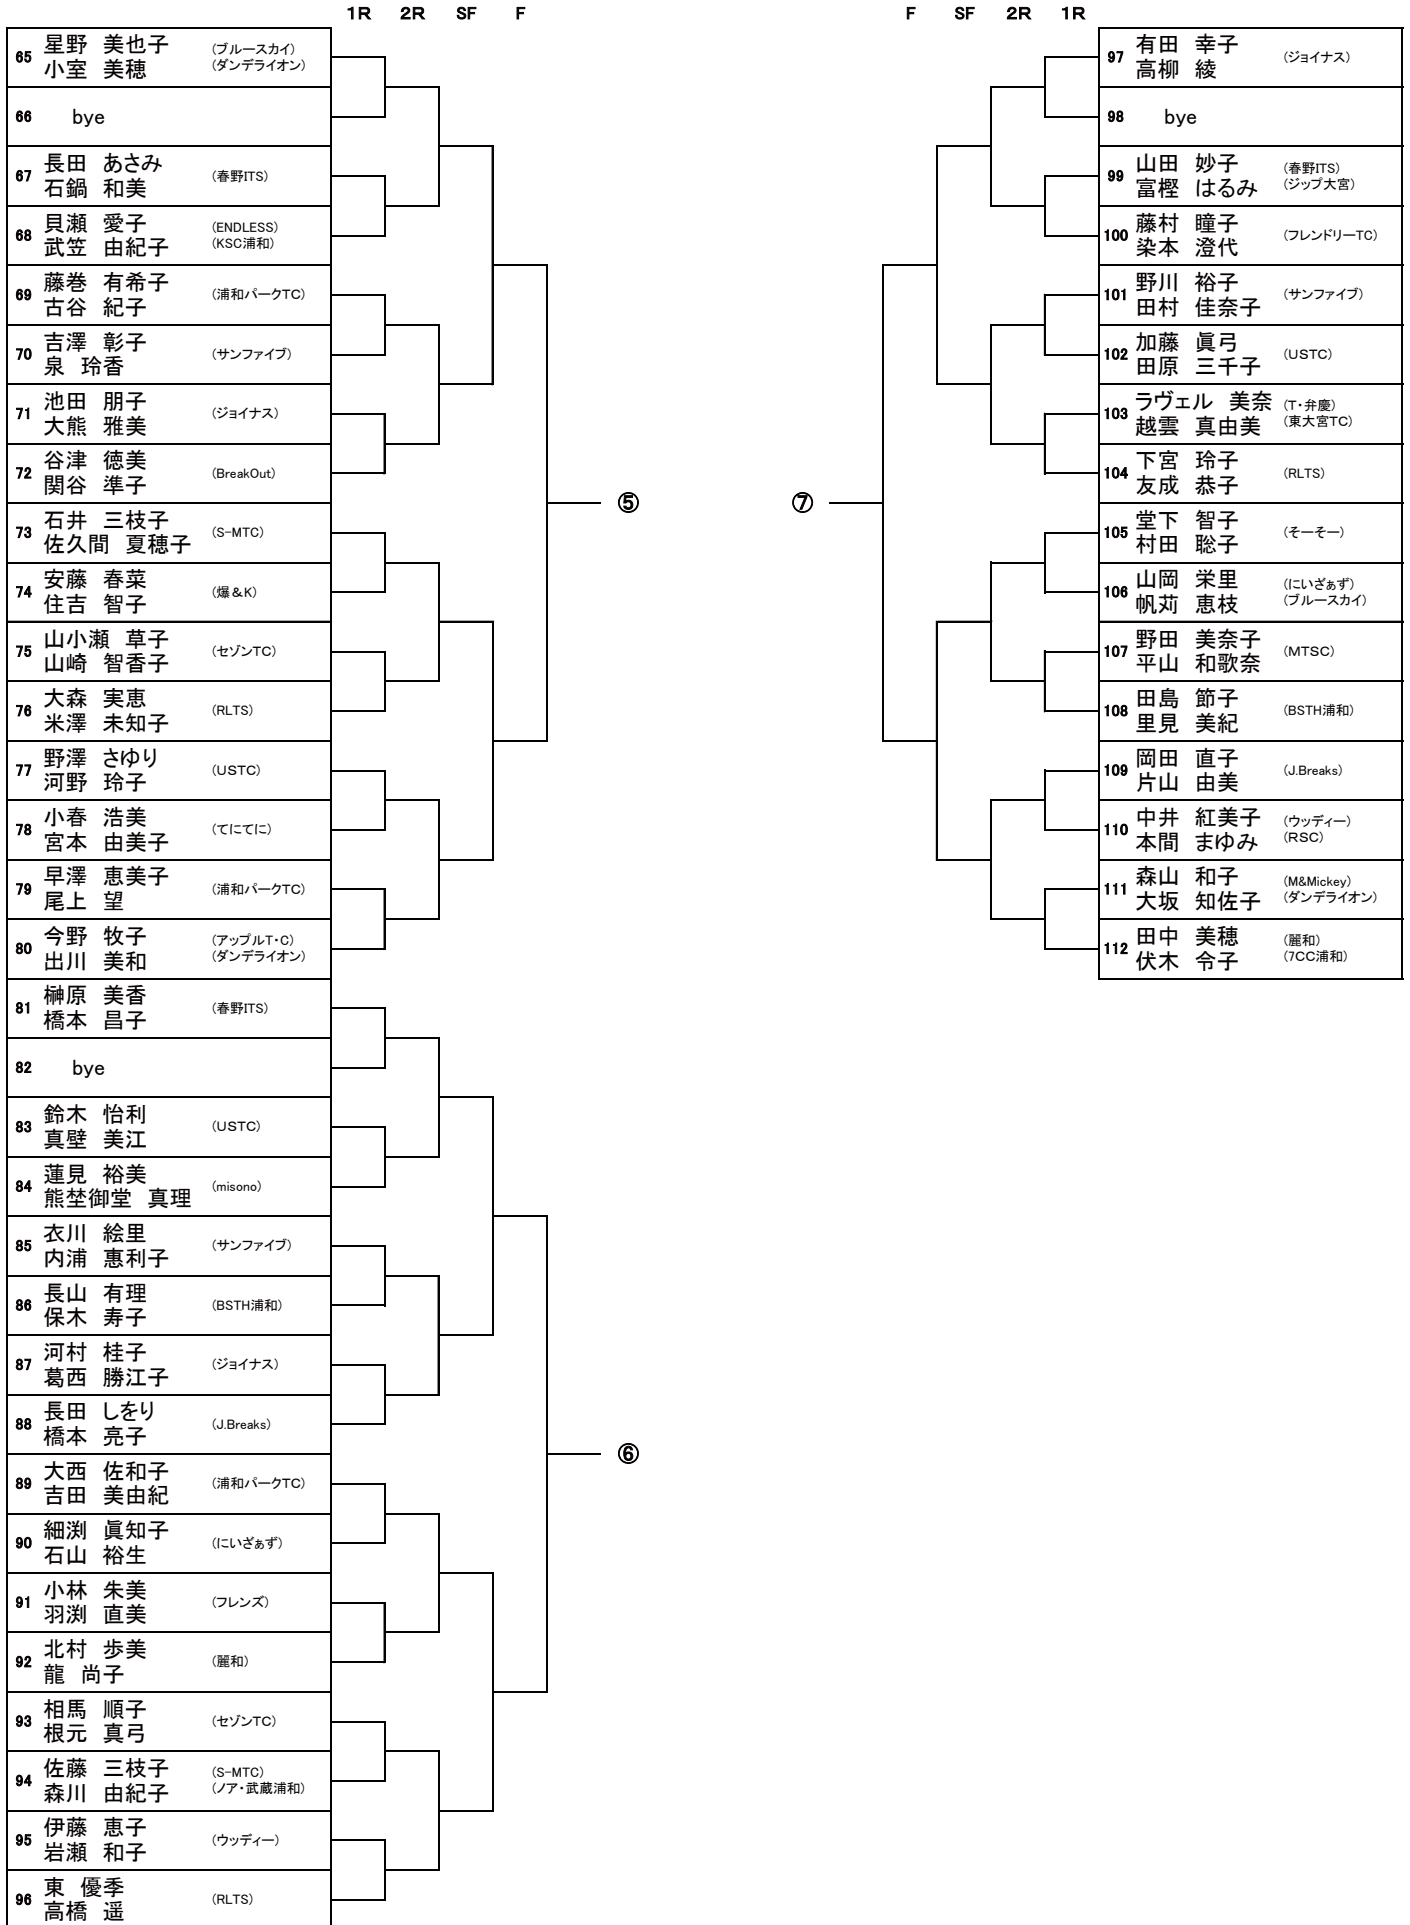 1R 2R SF F
65 星野 美也子 (ブルースカイ)
小室 美穂 (ダンデライオン)
66 bye
67 長田 あさみ (春野ITS)
石鍋 和美
68 貝瀬 愛子 (ENDLESS)
武笠 由紀子 (KSC浦和)
69 藤巻 有希子 (浦和パークTC)
古谷 紀子
70 吉澤 彰子 (サンファイブ)
泉 玲香
71 池田 朋子 (ジョイナス)
大熊 雅美
72 谷津 徳美 (BreakOut)
関谷 準子
73 石井 三枝子 (S-MTC)
佐久間 夏穂子
74 安藤 春菜 (爆&K)
住吉 智子
75 山小瀬 草子 (セゾンTC)
山崎 智香子
76 大森 実恵 (RLTS)
米澤 未知子
77 野澤 さゆり (USTC)
河野 玲子
78 小春 浩美 (てにてに)
宮本 由美子
79 早澤 恵美子 (浦和パークTC)
尾上 望
80 今野 牧子 (アップルT・C)
出川 美和 (ダンデライオン)
⑤
81 榊原 美香 (春野ITS)
橋本 昌子
82 bye
83 鈴木 怡利 (USTC)
真壁 美江
84 蓮見 裕美 (misono)
熊埜御堂 真理
85 衣川 絵里 (サンファイブ)
内浦 惠利子
86 長山 有理 (BSTH浦和)
保木 寿子
87 河村 桂子 (ジョイナス)
葛西 勝江子
88 長田 しをり (J.Breaks)
橋本 亮子
89 大西 佐和子 (浦和パークTC)
吉田 美由紀
90 細渕 眞知子 (にいざぁず)
石山 裕生
91 小林 朱美 (フレンズ)
羽渕 直美
92 北村 歩美 (麗和)
龍 尚子
93 相馬 順子 (セゾンTC)
根元 真弓
94 佐藤 三枝子 (S-MTC)
森川 由紀子 (ノア・武蔵浦和)
95 伊藤 恵子 (ウッディー)
岩瀬 和子
96 東 優季 (RLTS)
高橋 遥
⑥
F SF 2R 1R
97 有田 幸子 (ジョイナス)
高柳 綾
98 bye
99 山田 妙子 (春野ITS)
富樫 はるみ (ジップ大宮)
100 藤村 瞳子 (フレンドリーTC)
染本 澄代
101 野川 裕子 (サンファイブ)
田村 佳奈子
102 加藤 眞弓 (USTC)
田原 三千子
103 ラヴェル 美奈 (T・弁慶)
越雲 真由美 (東大宮TC)
104 下宮 玲子 (RLTS)
友成 恭子
⑦
105 堂下 智子 (そーそー)
村田 聡子
106 山岡 栄里 (にいざぁず)
帆苅 恵枝 (ブルースカイ)
107 野田 美奈子 (MTSC)
平山 和歌奈
108 田島 節子 (BSTH浦和)
里見 美紀
109 岡田 直子 (J.Breaks)
片山 由美
110 中井 紅美子 (ウッディー)
本間 まゆみ (RSC)
111 森山 和子 (M&Mickey)
大坂 知佐子 (ダンデライオン)
112 田中 美穂 (麗和)
伏木 令子 (7CC浦和)